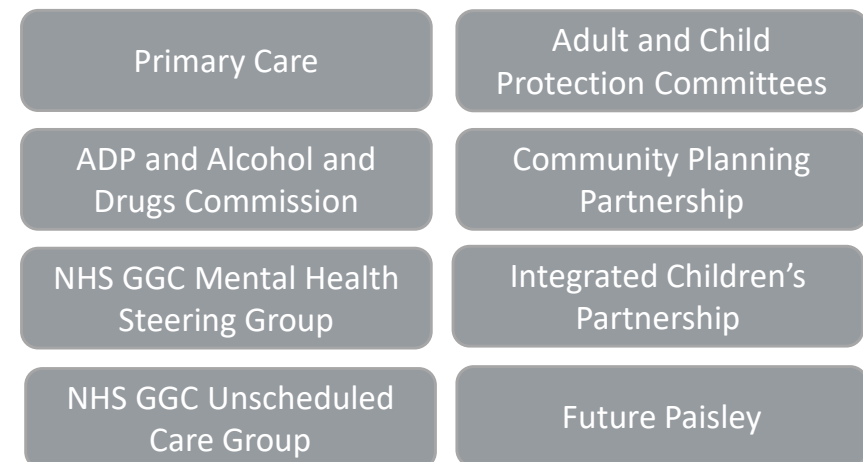 Primary Care
Adult and Child
Protection Committees
ADP and Alcohol and
Drugs Commission
Community Planning
Partnership
NHS GGC Mental Health
Steering Group
Integrated Children’s
Partnership
NHS GGC Unscheduled
Care Group
Future Paisley